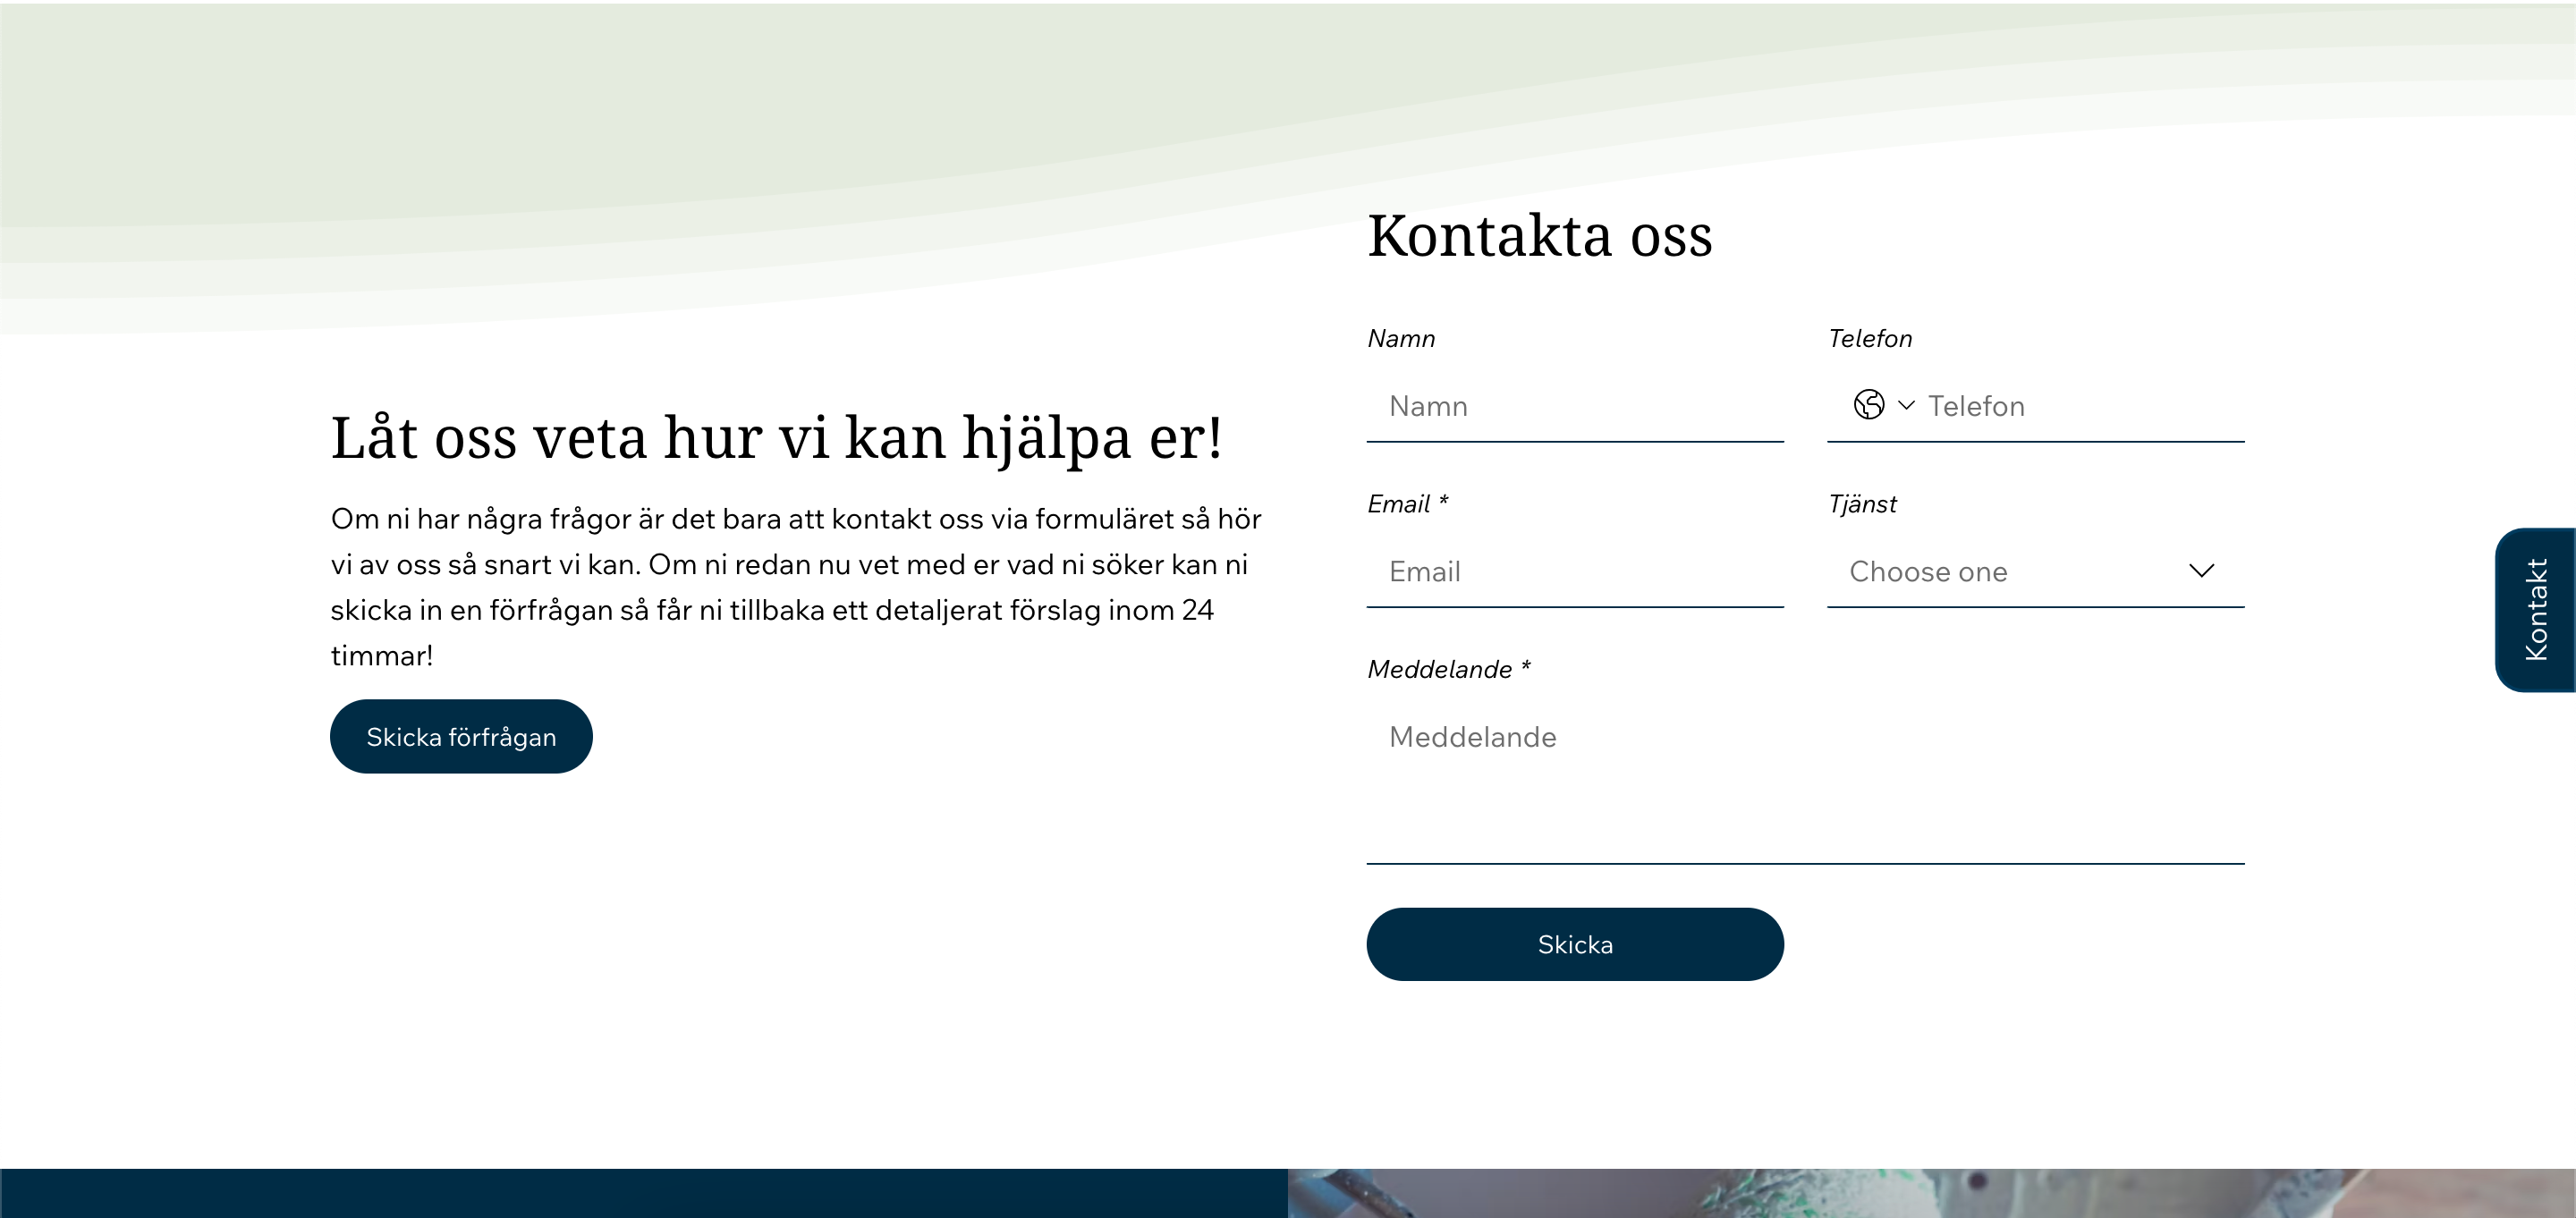 Låt oss veta hur vi kan hjälpa er!
Om ni har några frågor är det bara att kontakt oss via formuläret så hör
vi av oss så snart vi kan. Om ni redan nu vet med er vad ni söker kan ni
skicka in en förfrågan så får ni tillbaka ett detaljerat förslag inom 24
timmar!
Skicka förfrågan
Kontakta oss
Namn
Telefon
Namn
Telefon
Email *
Tjänst
Email
Choose one
Meddelande *
Meddelande
Skicka
Kontakt